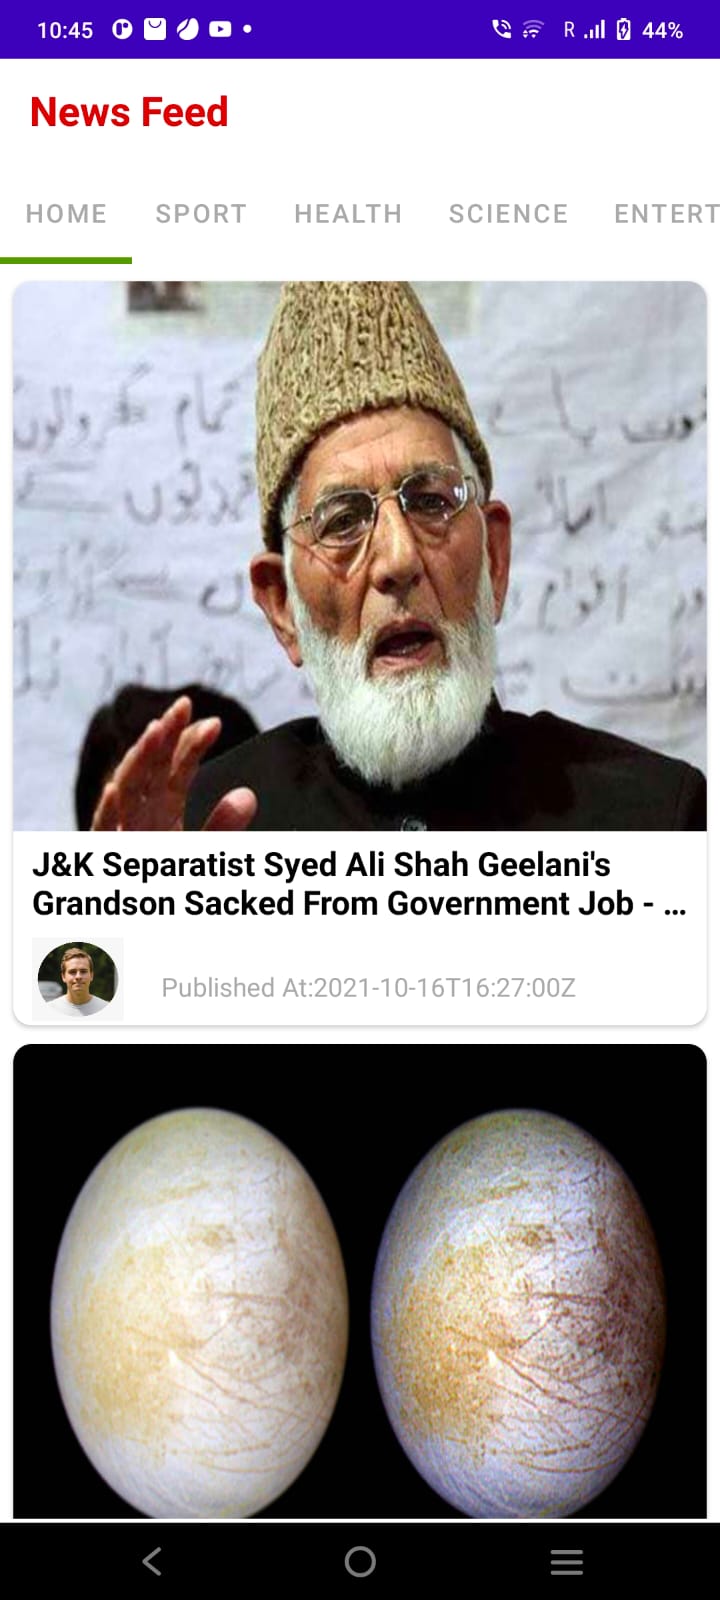 10:45 R 44%
News Feed
HOME SPORT HEALTH SCIENCE ENTERT
تمام
J&K Separatist Syed Ali Shah Geelani's
Grandson Sacked From Government Job - ...
Published At:2021-10-16T16:27:00Z